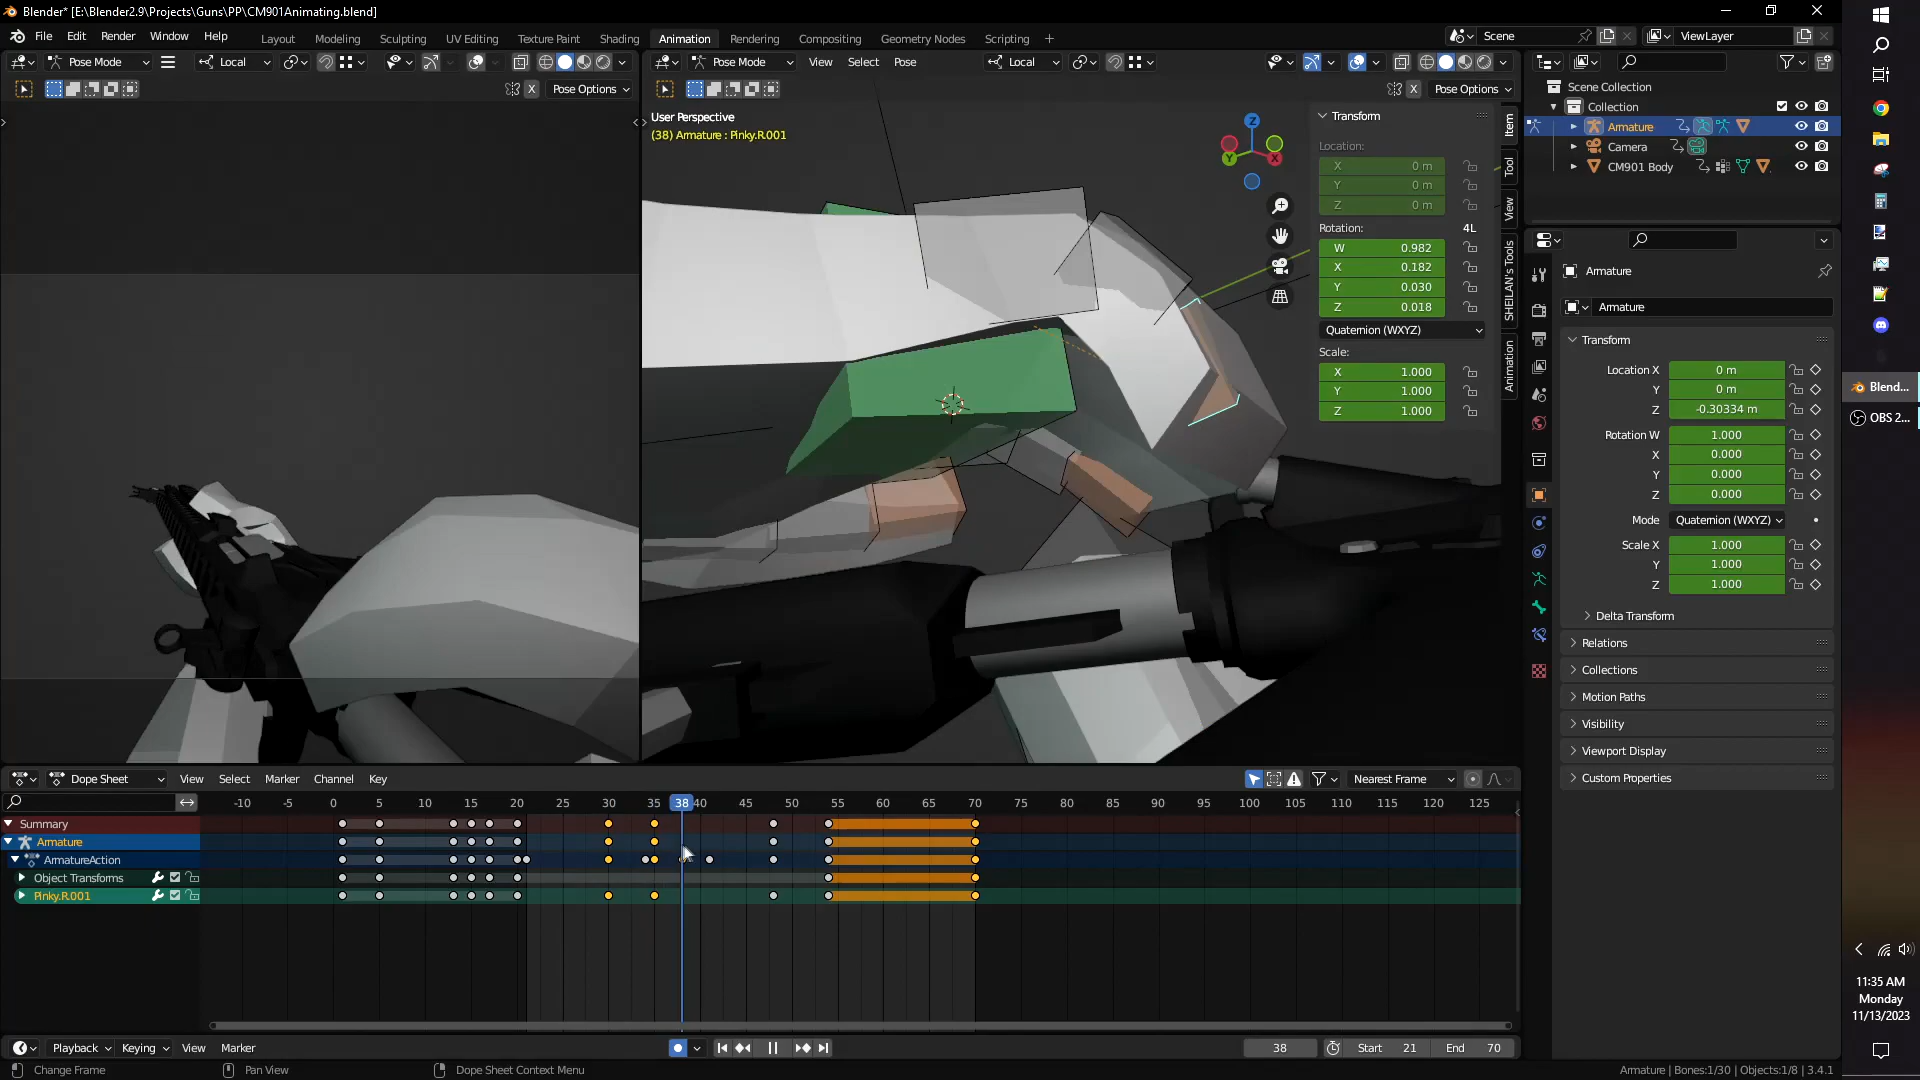 Blender* [E:\Blender2.9\Projects\Guns\PP\CM901Animating.blend]
File Edit Render Window Help Layout Modeling Sculpting UV Editing Texture Paint Shading Animation Rendering Compositing Geometry Nodes Scripting + Scene ViewLayer
Pose Mode Local Pose Mode View Select Pose Local
X Pose Options X Pose Options
Scene Collection
Collection
Armature
Camera
CM901 Body
User Perspective
(38) Armature : Pinky.R.001
Z
Y
X
Transform
Location:
X 0 m
Y 0 m
Z 0 m
Rotation: 4L
W 0.982
X 0.182
Y 0.030
Z 0.018
Quaternion (WXYZ)
Scale:
X 1.000
Y 1.000
Z 1.000
Item
Tool
View
SHEILAN's Tools
Animation
Armature
Armature
Transform
Location X 0 m
Y 0 m
Z -0.30334 m
Rotation W 1.000
X 0.000
Y 0.000
Z 0.000
Mode Quaternion (WXYZ)
Scale X 1.000
Y 1.000
Z 1.000
Delta Transform
Relations
Collections
Motion Paths
Visibility
Viewport Display
Custom Properties
Dope Sheet View Select Marker Channel Key Nearest Frame
-10 -5 0 5 10 15 20 25 30 35 38 40 45 50 55 60 65 70 75 80 85 90 95 100 105 110 115 120 125
Summary
Armature
ArmatureAction
Object Transforms
Pinky.R.001
Playback Keying View Marker 38 Start 21 End 70
Change Frame Pan View Dope Sheet Context Menu Armature | Bones:1/30 | Objects:1/8 | 3.4.1
Blend...
OBS 2...
11:35 AM
Monday
11/13/2023